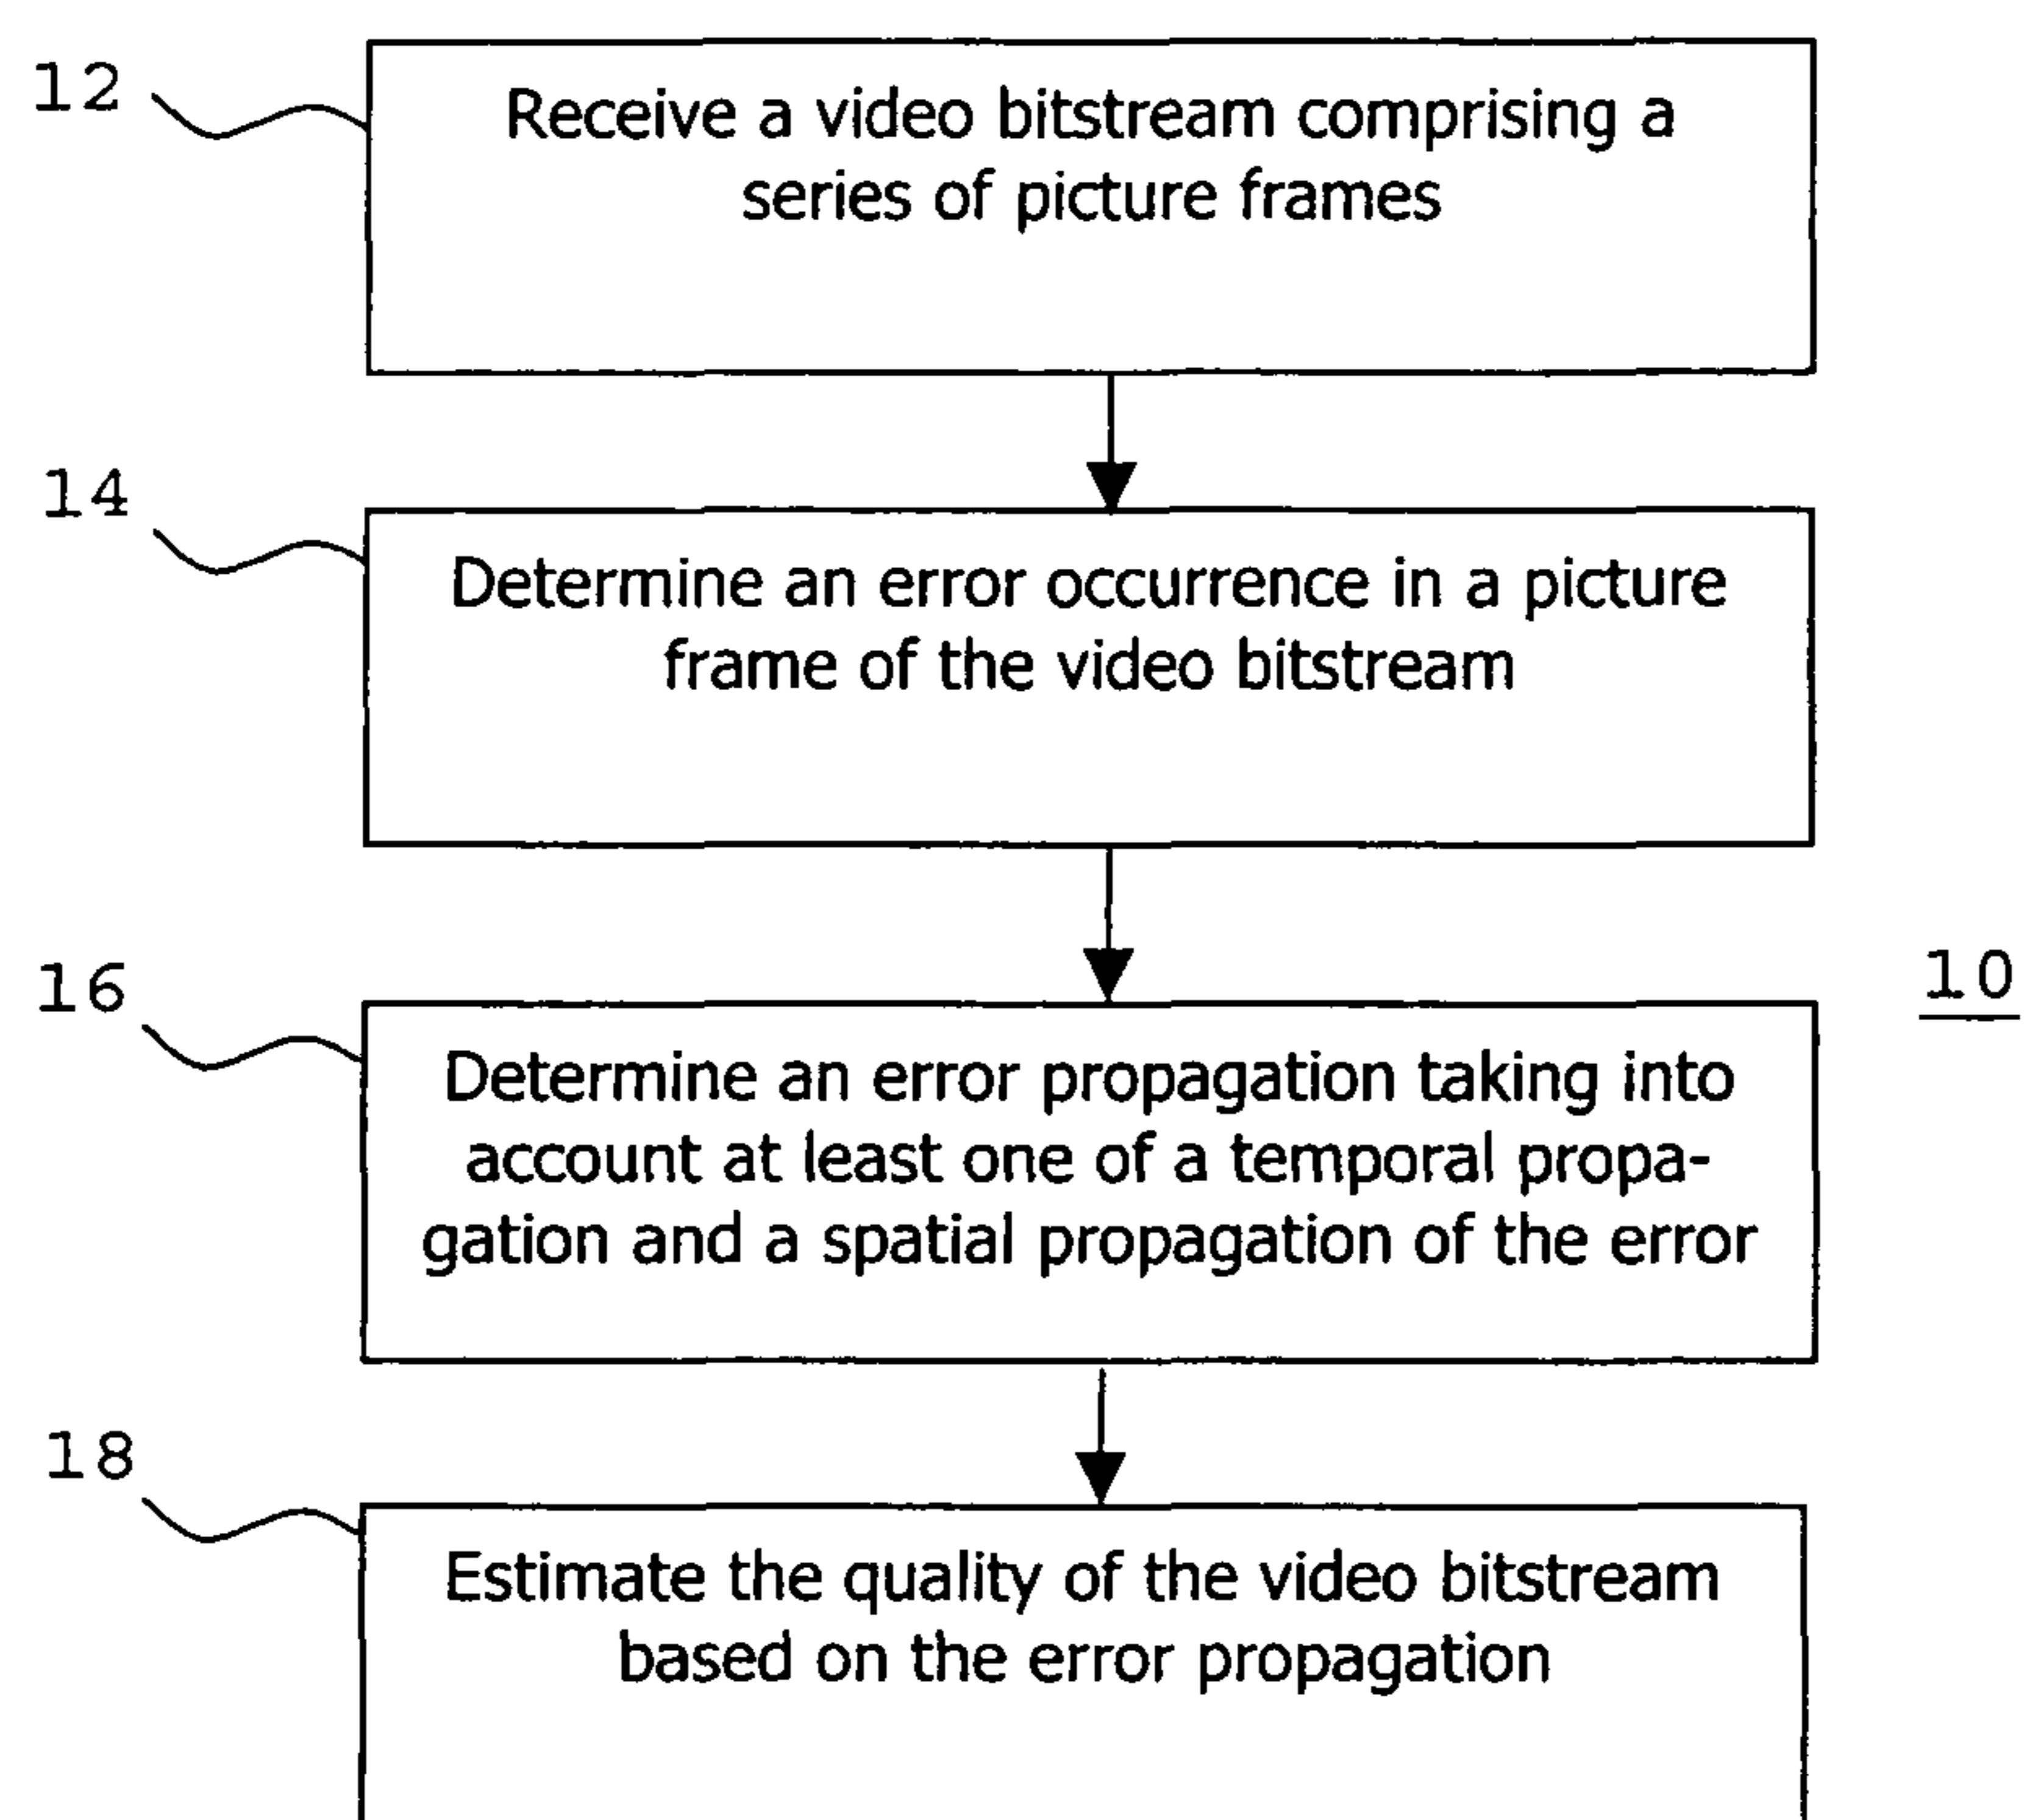 12
Receive a video bitstream comprising a
series of picture frames
14
Determine an error occurrence in a picture
frame of the video bitstream
16
10
Determine an error propagation taking into
account at least one of a temporal propa-
gation and a spatial propagation of the error
18
Estimate the quality of the video bitstream
based on the error propagation